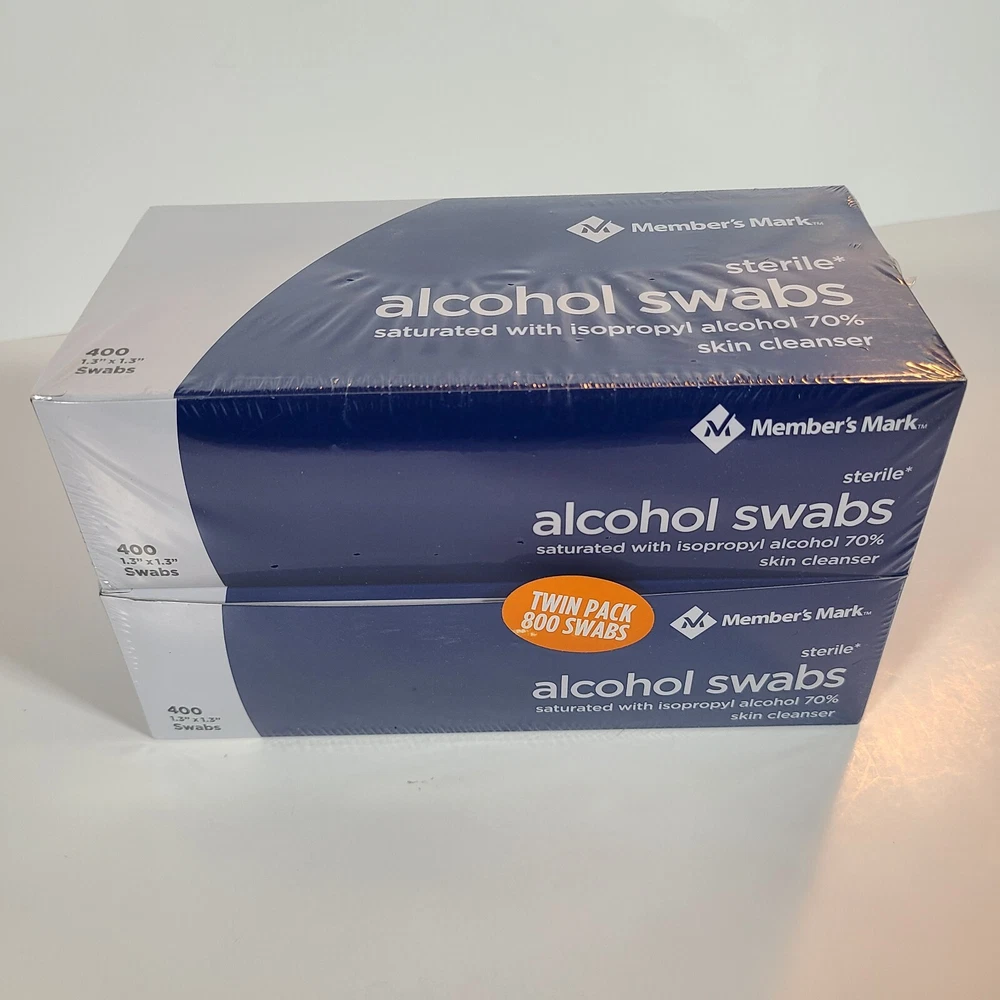 Member's Mark™
sterile*
alcohol swabs
saturated with isopropyl alcohol 70%
skin cleanser
400
1.3" x 1.3"
Swabs
Member's Mark™
sterile*
alcohol swabs
saturated with isopropyl alcohol 70%
skin cleanser
400
1.3" x 1.3"
Swabs
TWIN PACK
800 SWABS
Member's Mark™
sterile*
alcohol swabs
saturated with isopropyl alcohol 70%
skin cleanser
400
1.3" x 1.3"
Swabs